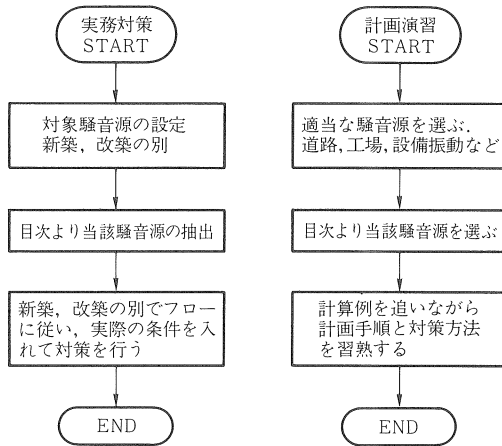 実務対策
START
対象騒音源の設定
新築，改築の別
目次より当該騒音源の抽出
新築，改築の別でフロー
に従い，実際の条件を入
れて対策を行う
END
計画演習
START
適当な騒音源を選ぶ．
道路，工場，設備振動など
目次より当該騒音源を選ぶ
計算例を追いながら
計画手順と対策方法
を習熟する
END